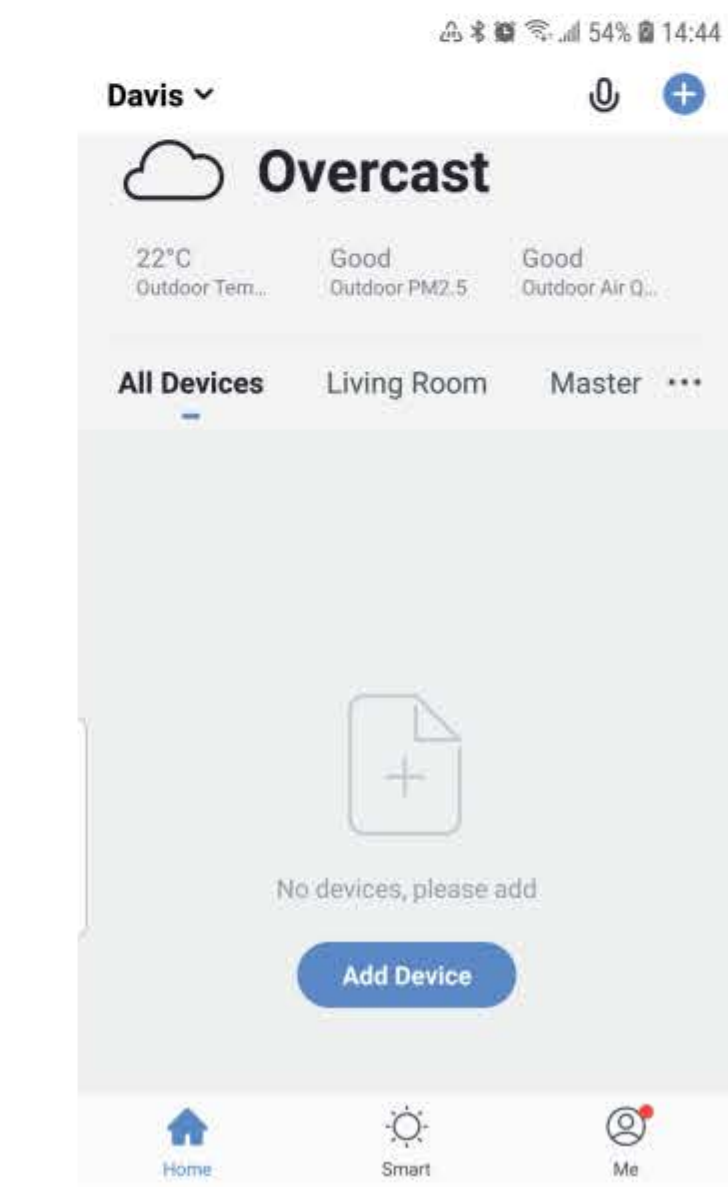 54% 14:44
Davis
Overcast
22°C Good Good
Outdoor Tem... Outdoor PM2.5 Outdoor Air Q...
All Devices Living Room Master ...
No devices, please add
Add Device
Home Smart Me